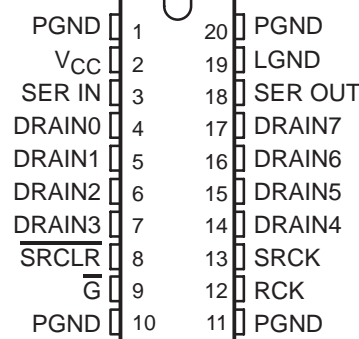 PGND 1 20 PGND
VCC 2 19 LGND
SER IN 3 18 SER OUT
DRAIN0 4 17 DRAIN7
DRAIN1 5 16 DRAIN6
DRAIN2 6 15 DRAIN5
DRAIN3 7 14 DRAIN4
S̅R̅C̅L̅R̅ 8 13 SRCK
G̅ 9 12 RCK
PGND 10 11 PGND